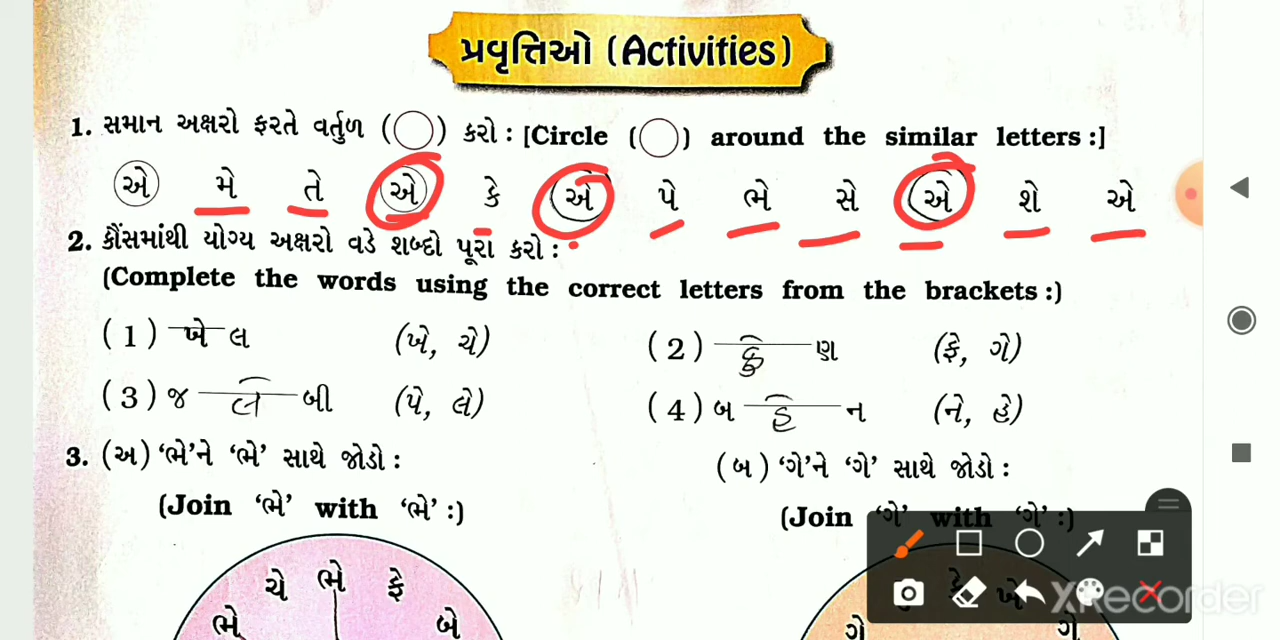 પ્રવૃત્તિઓ (Activities)
1. સમાન અક્ષરો ફરતે વર્તુળ (◯) કરો : [Circle (◯) around the similar letters :]
એ મે તે એ કે એ પે ભે સે એ શે એ
2. કૌંસમાંથી યોગ્ય અક્ષરો વડે શબ્દો પૂરા કરો :
(Complete the words using the correct letters from the brackets :)
(1) ખે લ (ખે, ચે) (2) ફે ણ (ફે, ગે)
(3) જ લે બી (પે, લે) (4) બ હે ન (ને, હે)
3. (અ) ‘ભે’ને ‘ભે’ સાથે જોડો : (બ) ‘ગે’ને ‘ગે’ સાથે જોડો :
(Join ‘ભે’ with ‘ભે’ :) (Join ‘ગે’ with ‘ગે’ :)
ચે ભે ફે ખે
ભે બે ગે ગે
XRecorder